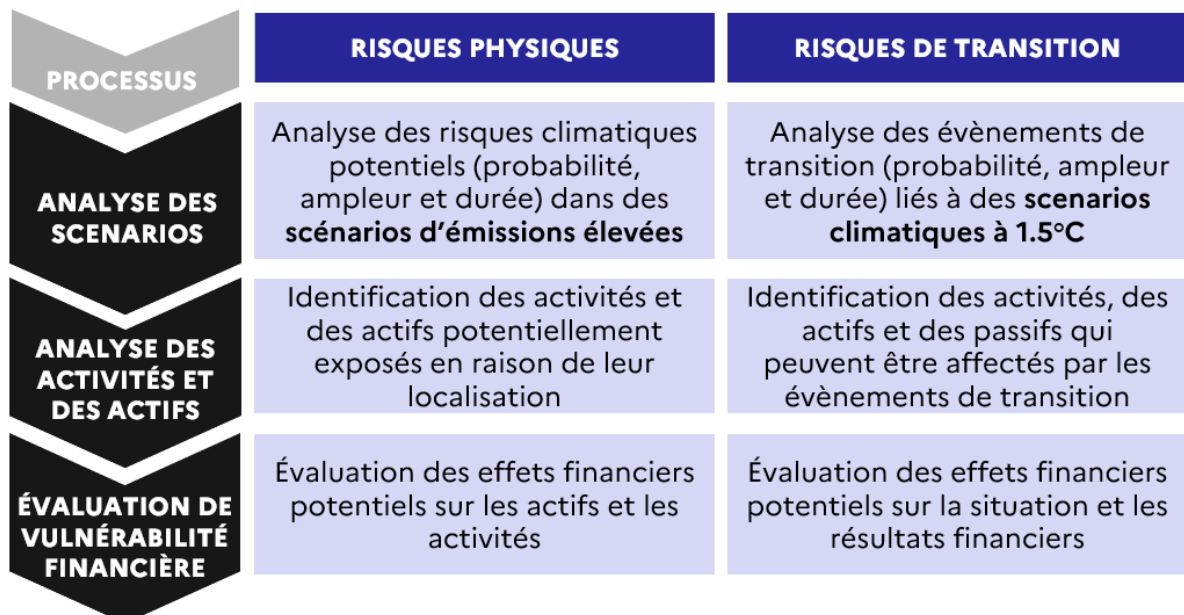 PROCESSUS
RISQUES PHYSIQUES
RISQUES DE TRANSITION
ANALYSE DES
SCENARIOS
Analyse des risques climatiques
potentiels (probabilité,
ampleur et durée) dans des
scénarios d'émissions élevées
Analyse des évènements de
transition (probabilité, ampleur
et durée) liés à des scenarios
climatiques à 1.5°C
ANALYSE DES
ACTIVITÉS ET
DES ACTIFS
Identification des activités et
des actifs potentiellement
exposés en raison de leur
localisation
Identification des activités, des
actifs et des passifs qui
peuvent être affectés par les
évènements de transition
ÉVALUATION DE
VULNÉRABILITÉ
FINANCIÈRE
Évaluation des effets financiers
potentiels sur les actifs et les
activités
Évaluation des effets financiers
potentiels sur la situation et les
résultats financiers